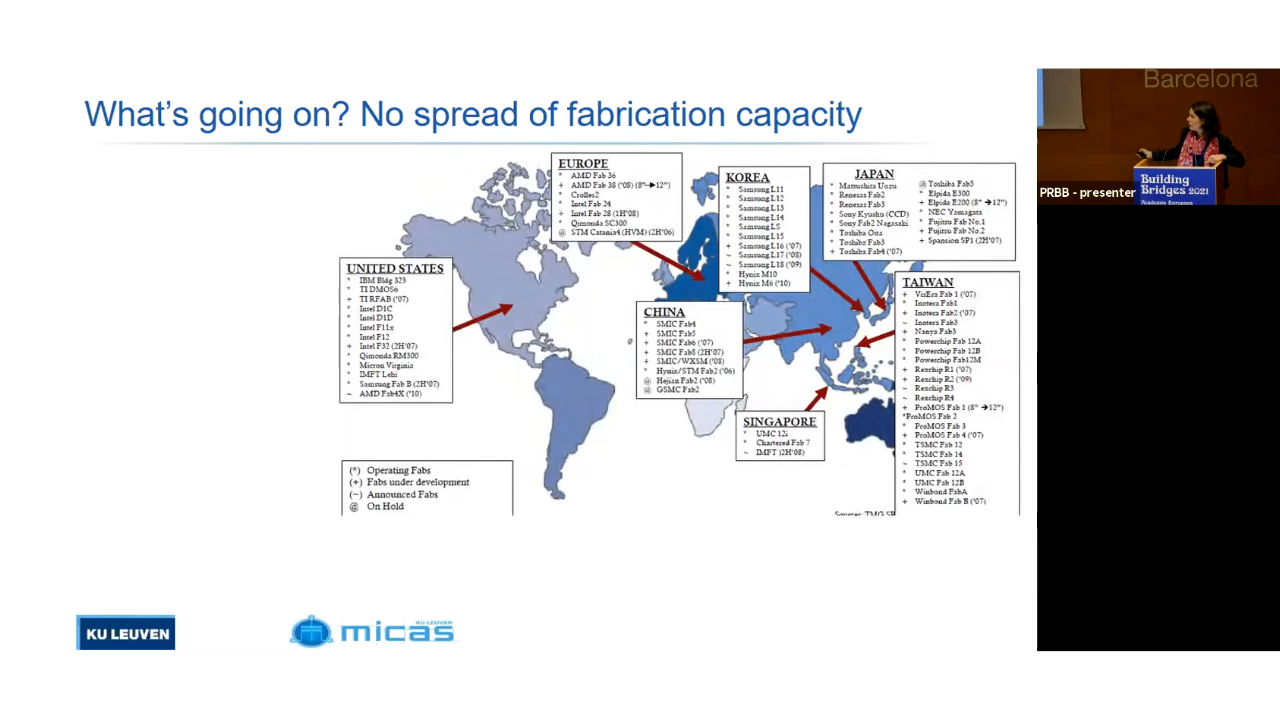 What's going on? No spread of fabrication capacity
EUROPE
* AMD Fab 36
+ AMD Fab 38 ('08) (8"→12")
* Crolles2
* Intel Fab 24
+ Intel Fab 28 (1H'08)
* Qimonda SC300
@ STM Catania4 (HVM) (2H'06)
KOREA
* Samsung L11
* Samsung L12
* Samsung L13
* Samsung L14
* Samsung LS
* Samsung L15
+ Samsung L16 ('07)
~ Samsung L17 ('08)
~ Samsung L18 ('09)
* Hynix M10
+ Hynix M6 ('10)
JAPAN
* Matsushita Uozu
* Renesas Fab2
* Renesas Fab3
* Sony Kyushu (CCD)
* Sony Fab2 Nagasaki
* Toshiba Oita
* Toshiba Fab3
+ Toshiba Fab4 ('07)
@ Toshiba Fab5
* Elpida E300
+ Elpida E200 (8" →12")
* NEC Yamagata
* Fujitsu Fab No.1
+ Fujitsu Fab No.2
+ Spansion SP1 (2H'07)
UNITED STATES
* IBM Bldg 323
* TI DMOS6
+ TI RFAB ('07)
* Intel D1C
* Intel D1D
* Intel F11x
* Intel F12
+ Intel F32 (2H'07)
* Qimonda RM300
* Micron Virginia
* IMFT Lehi
* Samsung Fab B (2H'07)
~ AMD Fab4X ('10)
CHINA
* SMIC Fab4
+ SMIC Fab5
+ SMIC Fab6 ('07)
+ SMIC Fab8 (2H'07)
+ SMIC/WXSM ('08)
* Hynix/STM Fab2 ('06)
@ Hejian Fab2 ('08)
@ GSMC Fab2
SINGAPORE
* UMC 12i
* Chartered Fab 7
~ IMFT )2H'08)
TAIWAN
+ VisEra Fab 1 ('07)
* Inotera Fab1
+ Inotera Fab2 ('07)
~ Inotera Fab3
+ Nanya Fab3
* Powerchip Fab 12A
* Powerchip Fab 12B
* Powerchip Fab12M
+ Rexchip R1 ('07)
+ Rexchip R2 ('09)
~ Rexchip R3
~ Rexchip R4
+ ProMOS Fab 1 (8" →12")
*ProMOS Fab 2
* ProMOS Fab 3
+ ProMOS Fab 4 ('07)
* TSMC Fab 12
* TSMC Fab 14
~ TSMC Fab 15
* UMC Fab 12A
* UMC Fab 12B
* Winbond FabA
+ Winbond Fab B ('07)
(*) Operating Fabs
(+) Fabs under development
(~) Announced Fabs
@ On Hold
KU LEUVEN
KU LEUVEN
micas
Barcelona
Building
Bridges 2021
PRBB - presenter